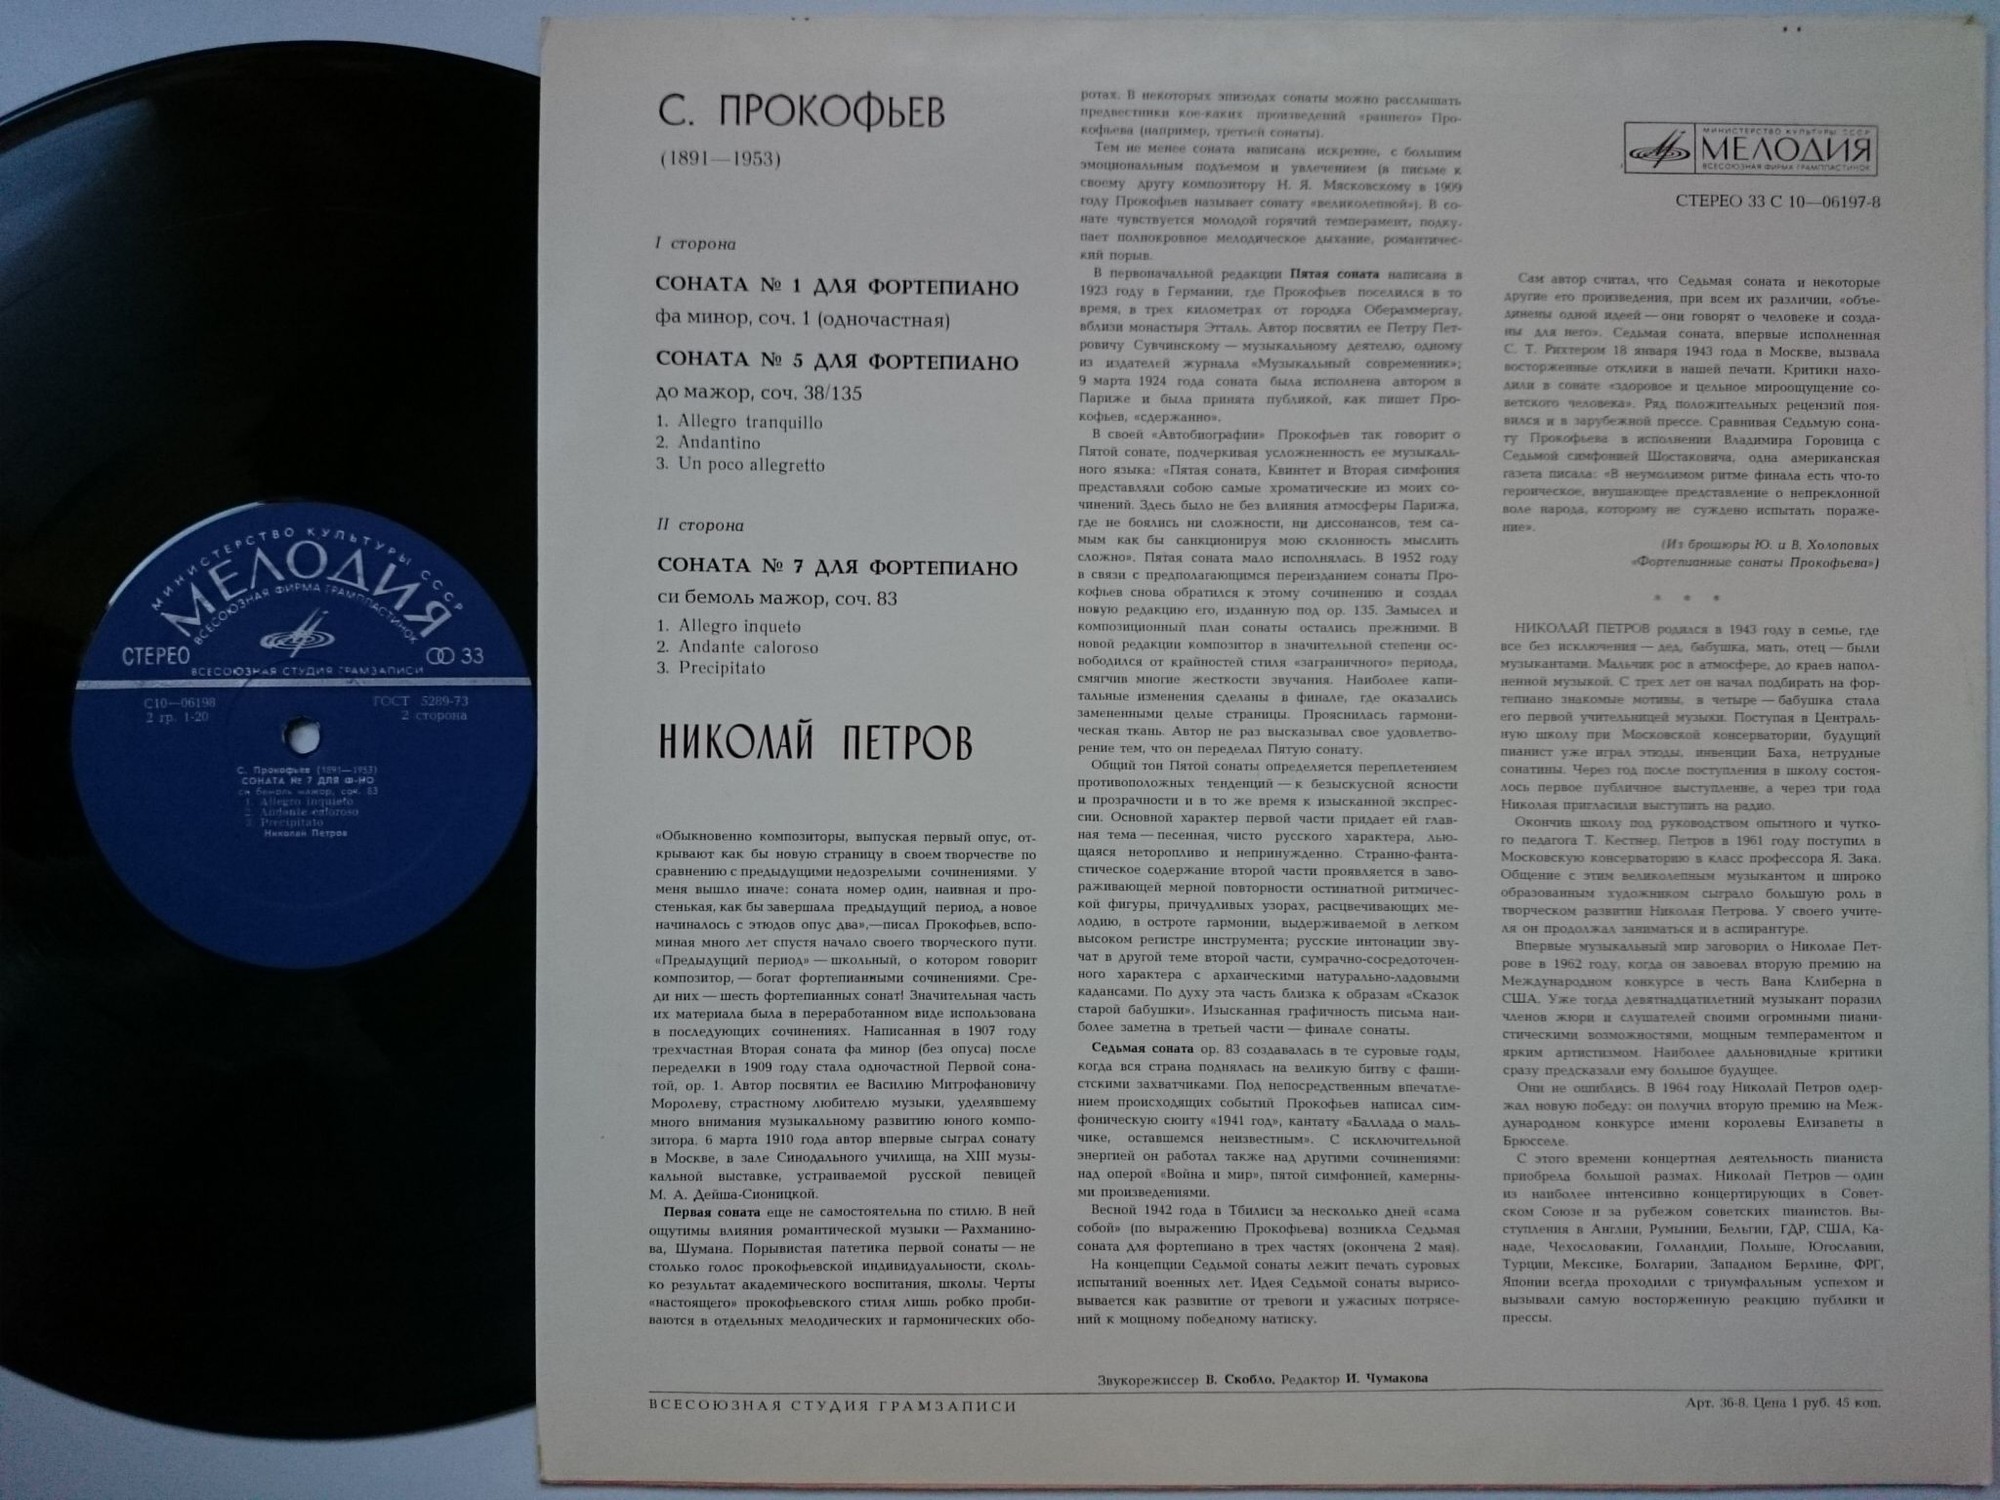 МИНИСТЕРСТВО КУЛЬТУРЫ СССР
МЕЛОДИЯ
ВСЕСОЮЗНАЯ ФИРМА ГРАМПЛАСТИНОК
СТЕРЕО
33
ВСЕСОЮЗНАЯ СТУДИЯ ГРАМЗАПИСИ
С10—06198
2 гр. 1-20
ГОСТ 5289-73
2 сторона
С. Прокофьев (1891—1953)
СОНАТА № 7 ДЛЯ Ф-НО
си бемоль мажор, соч. 83
1. Allegro inquieto
2. Andante caloroso
3. Precipitato
Николай Петров
С. ПРОКОФЬЕВ
(1891—1953)
I сторона
СОНАТА № 1 ДЛЯ ФОРТЕПИАНО
фа минор, соч. 1 (одночастная)
СОНАТА № 5 ДЛЯ ФОРТЕПИАНО
до мажор, соч. 38/135
1. Allegro tranquillo
2. Andantino
3. Un poco allegretto
II сторона
СОНАТА № 7 ДЛЯ ФОРТЕПИАНО
си бемоль мажор, соч. 83
1. Allegro inqueto
2. Andante caloroso
3. Precipitato
НИКОЛАЙ ПЕТРОВ
«Обыкновенно композиторы, выпуская первый опус, от-
крывают как бы новую страницу в своем творчестве по
сравнению с предыдущими недозрелыми сочинениями. У
меня вышло иначе: соната номер один, наивная и про-
стенькая, как бы завершала предыдущий период, а новое
начиналось с этюдов опус два»,—писал Прокофьев, вспо-
миная много лет спустя начало своего творческого пути.
«Предыдущий период» — школьный, о котором говорит
композитор, — богат фортепианными сочинениями. Сре-
ди них — шесть фортепианных сонат! Значительная часть
их материала была в переработанном виде использована
в последующих сочинениях. Написанная в 1907 году
трехчастная Вторая соната фа минор (без опуса) после
переделки в 1909 году стала одночастной Первой сона-
той, ор. 1. Автор посвятил ее Василию Митрофановичу
Моролеву, страстному любителю музыки, уделявшему
много внимания музыкальному развитию юного компо-
зитора. 6 марта 1910 года автор впервые сыграл сонату
в Москве, в зале Синодального училища, на XIII музы-
кальной выставке, устраиваемой русской певицей
М. А. Дейша-Сионицкой.
Первая соната еще не самостоятельна по стилю. В ней
ощутимы влияния романтической музыки — Рахманино-
ва, Шумана. Порывистая патетика первой сонаты — не
столько голос прокофьевской индивидуальности, сколь-
ко результат академического воспитания, школы. Черты
«настоящего» прокофьевского стиля лишь робко проби-
ваются в отдельных мелодических и гармонических обо-
ротах. В некоторых эпизодах сонаты можно расслышать
предвестники кое-каких произведений «раннего» Про-
кофьева (например, третьей сонаты).
Тем не менее соната написана искренне, с большим
эмоциональным подъемом и увлечением (в письме к
своему другу композитору Н. Я. Мясковскому в 1909
году Прокофьев называет сонату «великолепной»). В со-
нате чувствуется молодой горячий темперамент, подку-
пает полнокровное мелодическое дыхание, романтичес-
кий порыв.
В первоначальной редакции Пятая соната написана в
1923 году в Германии, где Прокофьев поселился в то
время, в трех километрах от городка Обераммергау,
вблизи монастыря Этталь. Автор посвятил ее Петру Пет-
ровичу Сувчинскому — музыкальному деятелю, одному
из издателей журнала «Музыкальный современник»;
9 марта 1924 года соната была исполнена автором в
Париже и была принята публикой, как пишет Про-
кофьев, «сдержанно».
В своей «Автобиографии» Прокофьев так говорит о
Пятой сонате, подчеркивая усложненность ее музыкаль-
ного языка: «Пятая соната, Квинтет и Вторая симфония
представляли собою самые хроматические из моих со-
чинений. Здесь было не без влияния атмосферы Парижа,
где не боялись ни сложности, ни диссонансов, тем са-
мым как бы санкционируя мою склонность мыслить
сложно». Пятая соната мало исполнялась. В 1952 году
в связи с предполагающимся переизданием сонаты Про-
кофьев снова обратился к этому сочинению и создал
новую редакцию его, изданную под ор. 135. Замысел и
композиционный план сонаты остались прежними. В
новой редакции композитор в значительной степени ос-
вободился от крайностей стиля «заграничного» периода,
смягчив многие жесткости звучания. Наиболее капи-
тальные изменения сделаны в финале, где оказались
замененными целые страницы. Прояснилась гармони-
ческая ткань. Автор не раз высказывал свое удовлетво-
рение тем, что он переделал Пятую сонату.
Общий тон Пятой сонаты определяется переплетением
противоположных тенденций — к безыскусной ясности
и прозрачности и в то же время к изысканной экспрес-
сии. Основной характер первой части придает ей глав-
ная тема — песенная, чисто русского характера, лью-
щаяся неторопливо и непринужденно. Странно-фанта-
стическое содержание второй части проявляется в заво-
раживающей мерной повторности остинатной ритмичес-
кой фигуры, причудливых узорах, расцвечивающих ме-
лодию, в остроте гармонии, выдерживаемой в легком
высоком регистре инструмента; русские интонации зву-
чат в другой теме второй части, сумрачно-сосредоточен-
ного характера с архаическими натурально-ладовыми
кадансами. По духу эта часть близка к образам «Сказок
старой бабушки». Изысканная графичность письма наи-
более заметна в третьей части — финале сонаты.
Седьмая соната ор. 83 создавалась в те суровые годы,
когда вся страна поднялась на великую битву с фаши-
стскими захватчиками. Под непосредственным впечатле-
нием происходящих событий Прокофьев написал сим-
фоническую сюиту «1941 год», кантату «Баллада о маль-
чике, оставшемся неизвестным». С исключительной
энергией он работал также над другими сочинениями:
над оперой «Война и мир», пятой симфонией, камерны-
ми произведениями.
Весной 1942 года в Тбилиси за несколько дней «сама
собой» (по выражению Прокофьева) возникла Седьмая
соната для фортепиано в трех частях (окончена 2 мая).
На концепции Седьмой сонаты лежит печать суровых
испытаний военных лет. Идея Седьмой сонаты вырисо-
вывается как развитие от тревоги и ужасных потрясе-
ний к мощному победному натиску.
МИНИСТЕРСТВО КУЛЬТУРЫ СССР
МЕЛОДИЯ
ВСЕСОЮЗНАЯ ФИРМА ГРАМПЛАСТИНОК
СТЕРЕО 33 С 10—06197-8
Сам автор считал, что Седьмая соната и некоторые
другие его произведения, при всем их различии, «объе-
динены одной идеей — они говорят о человеке и созда-
ны для него». Седьмая соната, впервые исполненная
С. Т. Рихтером 18 января 1943 года в Москве, вызвала
восторженные отклики в нашей печати. Критики нахо-
дили в сонате «здоровое и цельное мироощущение со-
ветского человека». Ряд положительных рецензий поя-
вился и в зарубежной прессе. Сравнивая Седьмую сона-
ту Прокофьева в исполнении Владимира Горовица с
Седьмой симфонией Шостаковича, одна американская
газета писала: «В неумолимом ритме финала есть что-то
героическое, внушающее представление о непреклонной
воле народа, которому не суждено испытать пораже-
ние».
(Из брошюры Ю. и В. Холоповых
«Фортепианные сонаты Прокофьева»)
* * *
НИКОЛАЙ ПЕТРОВ родился в 1943 году в семье, где
все без исключения — дед, бабушка, мать, отец — были
музыкантами. Мальчик рос в атмосфере, до краев напол-
ненной музыкой. С трех лет он начал подбирать на фор-
тепиано знакомые мотивы, в четыре — бабушка стала
его первой учительницей музыки. Поступая в Централь-
ную школу при Московской консерватории, будущий
пианист уже играл этюды, инвенции Баха, нетрудные
сонатины. Через год после поступления в школу состоя-
лось первое публичное выступление, а через три года
Николая пригласили выступить на радио.
Окончив школу под руководством опытного и чутко-
го педагога Т. Кестнер, Петров в 1961 году поступил в
Московскую консерваторию в класс профессора Я. Зака.
Общение с этим великолепным музыкантом и широко
образованным художником сыграло большую роль в
творческом развитии Николая Петрова. У своего учите-
ля он продолжал заниматься и в аспирантуре.
Впервые музыкальный мир заговорил о Николае Пет-
рове в 1962 году, когда он завоевал вторую премию на
Международном конкурсе в честь Вана Клиберна в
США. Уже тогда девятнадцатилетний музыкант поразил
членов жюри и слушателей своими огромными пиани-
стическими возможностями, мощным темпераментом и
ярким артистизмом. Наиболее дальновидные критики
сразу предсказали ему большое будущее.
Они не ошиблись. В 1964 году Николай Петров одер-
жал новую победу: он получил вторую премию на Меж-
дународном конкурсе имени королевы Елизаветы в
Брюсселе.
С этого времени концертная деятельность пианиста
приобрела большой размах. Николай Петров — один
из наиболее интенсивно концертирующих в Совет-
ском Союзе и за рубежом советских пианистов. Вы-
ступления в Англии, Румынии, Бельгии, ГДР, США, Ка-
наде, Чехословакии, Голландии, Польше, Югославии,
Турции, Мексике, Болгарии, Западном Берлине, ФРГ,
Японии всегда проходили с триумфальным успехом и
вызывали самую восторженную реакцию публики и
прессы.
Звукорежиссер В. Скобло. Редактор И. Чумакова
ВСЕСОЮЗНАЯ СТУДИЯ ГРАМЗАПИСИ
Арт. 36-8. Цена 1 руб. 45 коп.